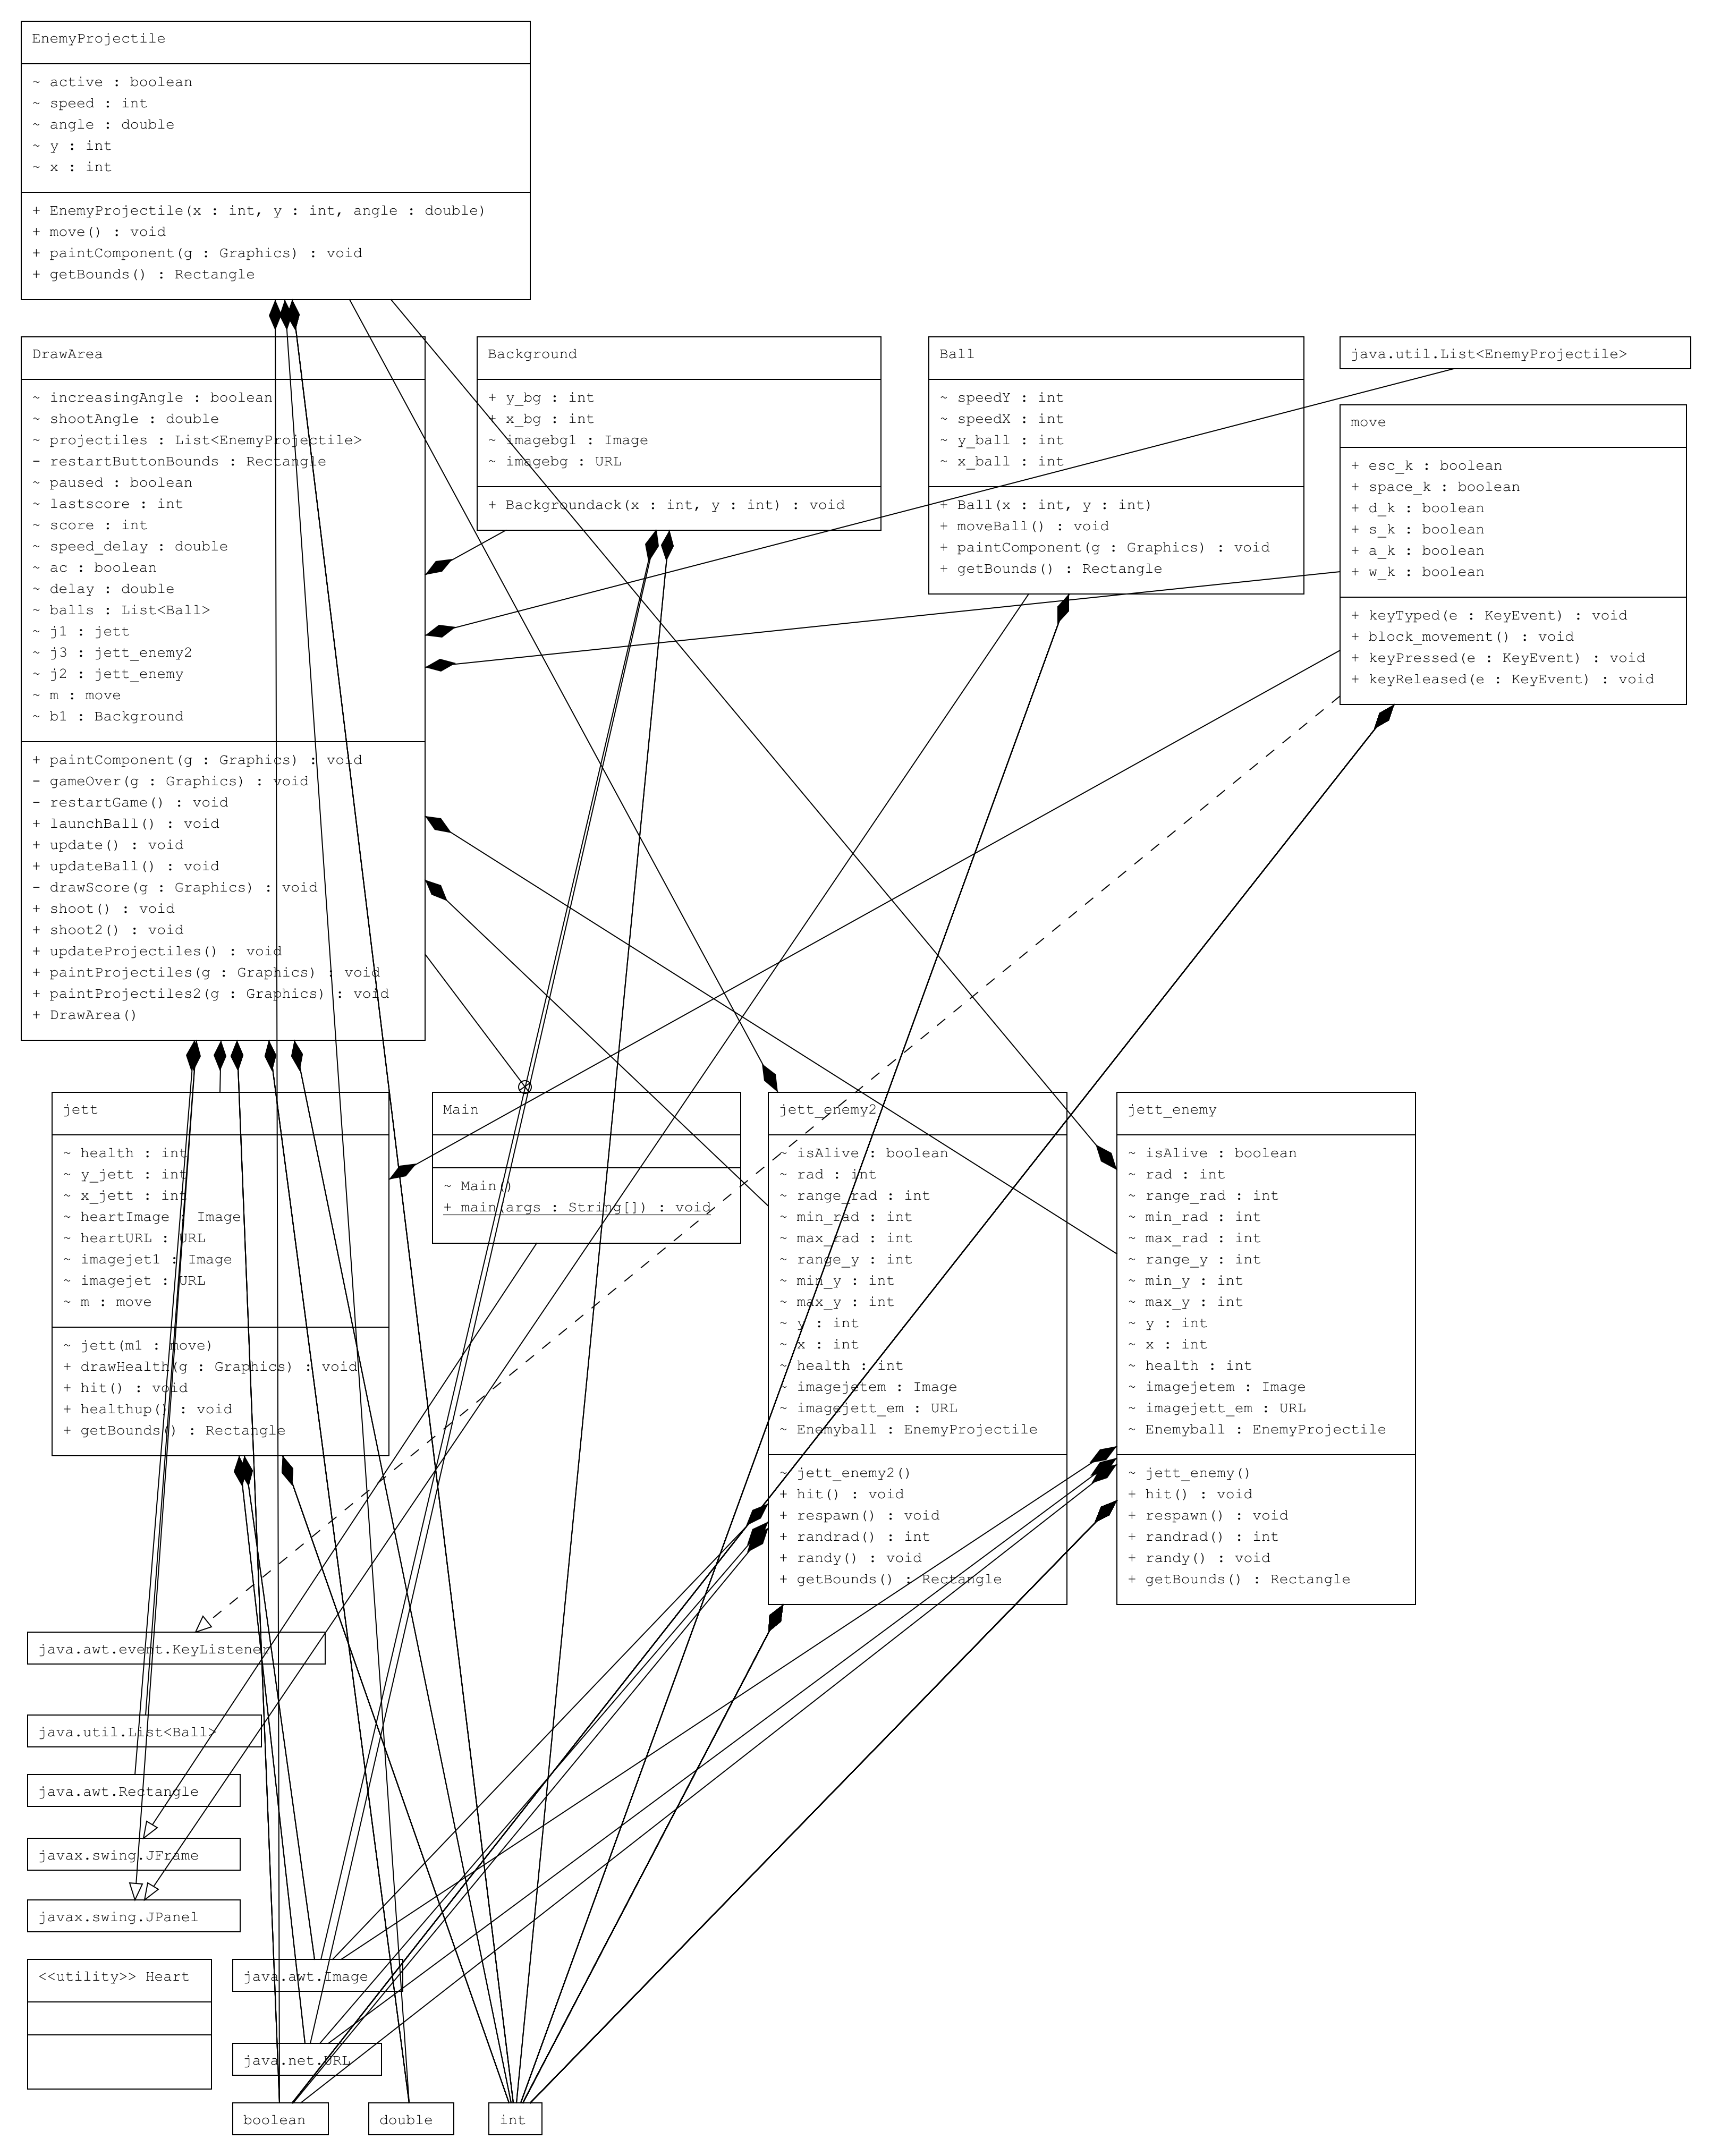 EnemyProjectile
~ active : boolean
~ speed : int
~ angle : double
~ y : int
~ x : int
+ EnemyProjectile(x : int, y : int, angle : double)
+ move() : void
+ paintComponent(g : Graphics) : void
+ getBounds() : Rectangle
DrawArea
~ increasingAngle : boolean
~ shootAngle : double
~ projectiles : List<EnemyProjectile>
- restartButtonBounds : Rectangle
~ paused : boolean
~ lastscore : int
~ score : int
~ speed_delay : double
~ ac : boolean
~ delay : double
~ balls : List<Ball>
~ j1 : jett
~ j3 : jett_enemy2
~ j2 : jett_enemy
~ m : move
~ b1 : Background
+ paintComponent(g : Graphics) : void
- gameOver(g : Graphics) : void
- restartGame() : void
+ launchBall() : void
+ update() : void
+ updateBall() : void
- drawScore(g : Graphics) : void
+ shoot() : void
+ shoot2() : void
+ updateProjectiles() : void
+ paintProjectiles(g : Graphics) : void
+ paintProjectiles2(g : Graphics) : void
+ DrawArea()
Background
+ y_bg : int
+ x_bg : int
~ imagebg1 : Image
~ imagebg : URL
+ Backgroundack(x : int, y : int) : void
Ball
~ speedY : int
~ speedX : int
~ y_ball : int
~ x_ball : int
+ Ball(x : int, y : int)
+ moveBall() : void
+ paintComponent(g : Graphics) : void
+ getBounds() : Rectangle
java.util.List<EnemyProjectile>
move
+ esc_k : boolean
+ space_k : boolean
+ d_k : boolean
+ s_k : boolean
+ a_k : boolean
+ w_k : boolean
+ keyTyped(e : KeyEvent) : void
+ block_movement() : void
+ keyPressed(e : KeyEvent) : void
+ keyReleased(e : KeyEvent) : void
jett
~ health : int
~ y_jett : int
~ x_jett : int
~ heartImage : Image
~ heartURL : URL
~ imagejet1 : Image
~ imagejet : URL
~ m : move
~ jett(m1 : move)
+ drawHealth(g : Graphics) : void
+ hit() : void
+ healthup() : void
+ getBounds() : Rectangle
Main
~ Main()
+ main(args : String[]) : void
jett_enemy2
~ isAlive : boolean
~ rad : int
~ range_rad : int
~ min_rad : int
~ max_rad : int
~ range_y : int
~ min_y : int
~ max_y : int
~ y : int
~ x : int
~ health : int
~ imagejetem : Image
~ imagejett_em : URL
~ Enemyball : EnemyProjectile
~ jett_enemy2()
+ hit() : void
+ respawn() : void
+ randrad() : int
+ randy() : void
+ getBounds() : Rectangle
jett_enemy
~ isAlive : boolean
~ rad : int
~ range_rad : int
~ min_rad : int
~ max_rad : int
~ range_y : int
~ min_y : int
~ max_y : int
~ y : int
~ x : int
~ health : int
~ imagejetem : Image
~ imagejett_em : URL
~ Enemyball : EnemyProjectile
~ jett_enemy()
+ hit() : void
+ respawn() : void
+ randrad() : int
+ randy() : void
+ getBounds() : Rectangle
java.awt.event.KeyListener
java.util.List<Ball>
java.awt.Rectangle
javax.swing.JFrame
javax.swing.JPanel
<<utility>> Heart
java.awt.Image
java.net.URL
boolean
double
int